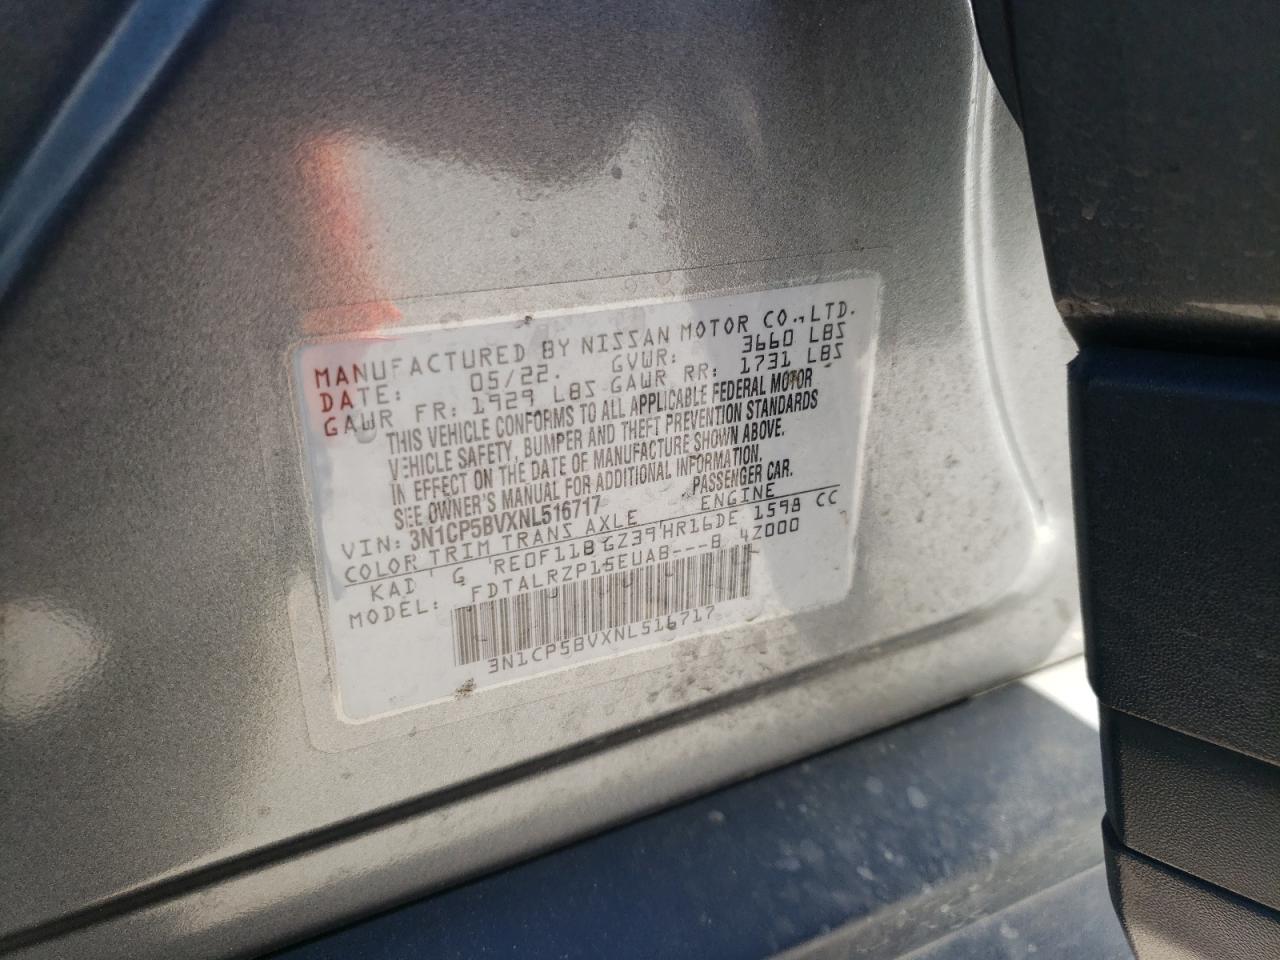 MANUFACTURED BY NISSAN MOTOR CO.,LTD.
DATE: 05/22. GVWR: 3660 LBS
GAWR FR: 1929 LBS GAWR RR: 1731 LBS
THIS VEHICLE CONFORMS TO ALL APPLICABLE FEDERAL MOTOR
VEHICLE SAFETY, BUMPER AND THEFT PREVENTION STANDARDS
IN EFFECT ON THE DATE OF MANUFACTURE SHOWN ABOVE.
SEE OWNER'S MANUAL FOR ADDITIONAL INFORMATION.
VIN: 3N1CP5BVXNL516717 PASSENGER CAR.
COLOR TRIM TRANS AXLE ENGINE
KAD G RE0F11B GZ39 HR16DE 1598 CC
MODEL: FDTALRZP15EUAB---B 4Z000
3N1CP5BVXNL516717